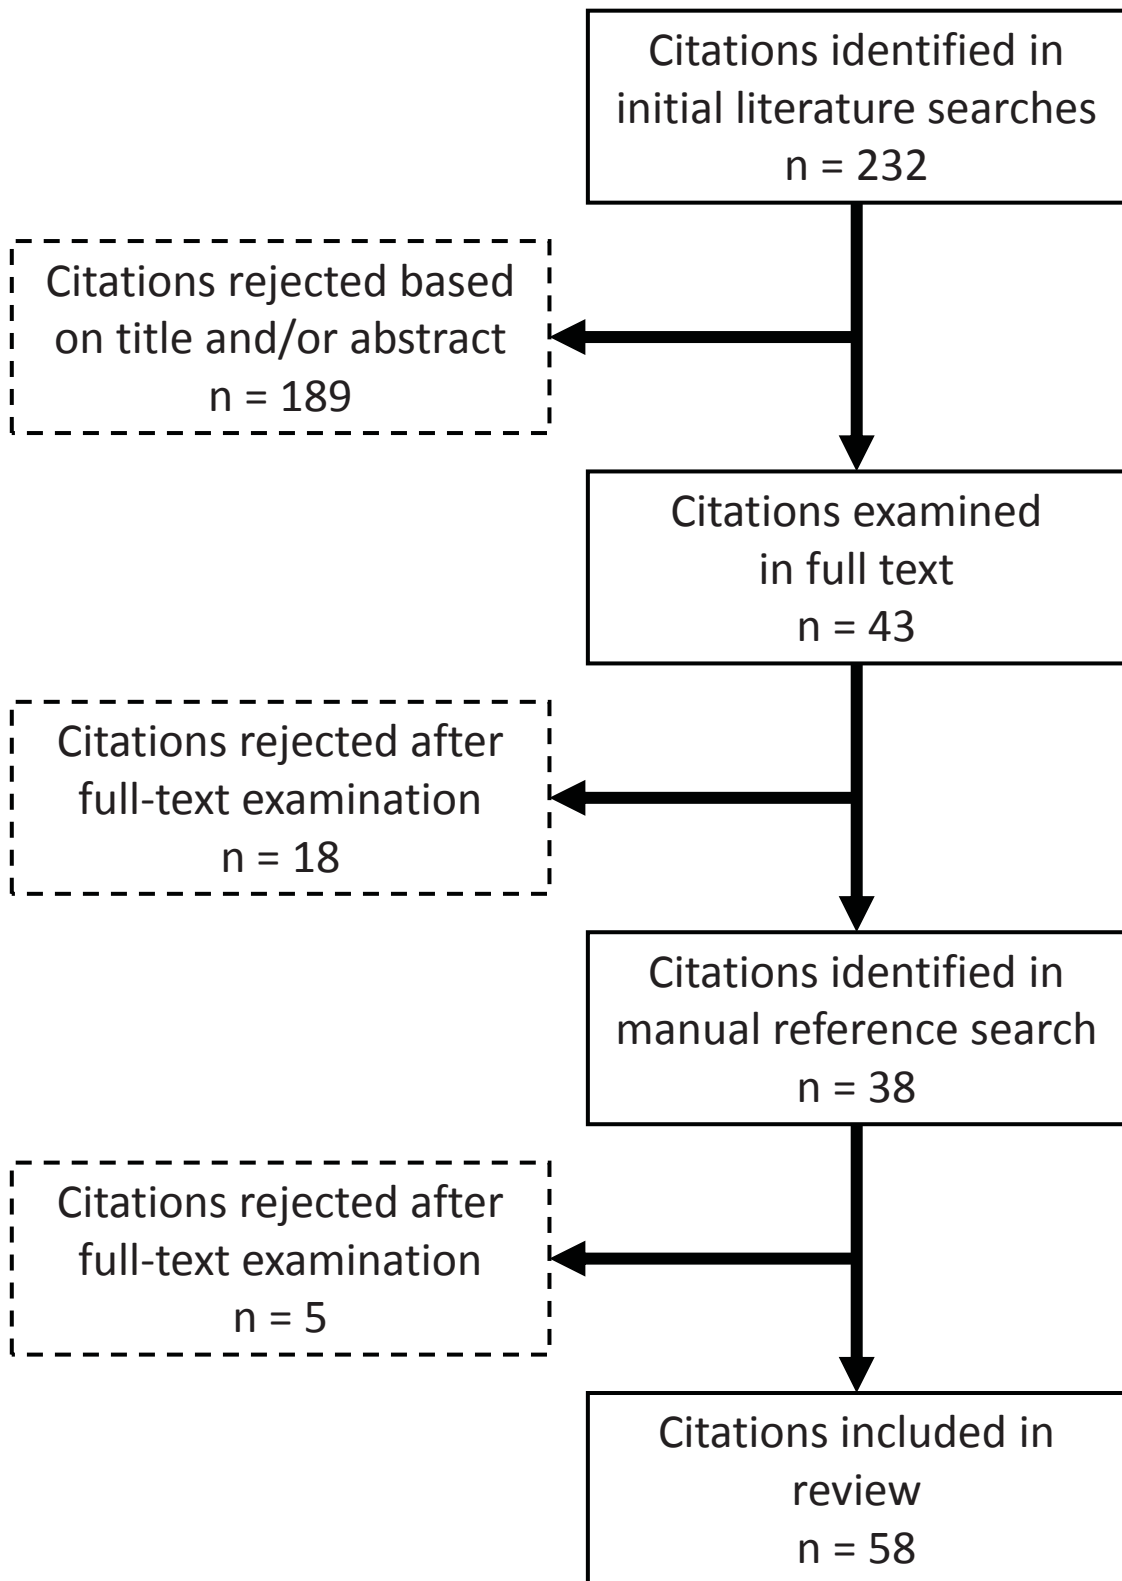 Citations identified in
initial literature searches
n = 232
Citations rejected based
on title and/or abstract
n = 189
Citations examined
in full text
n = 43
Citations rejected after
full-text examination
n = 18
Citations identified in
manual reference search
n = 38
Citations rejected after
full-text examination
n = 5
Citations included in
review
n = 58